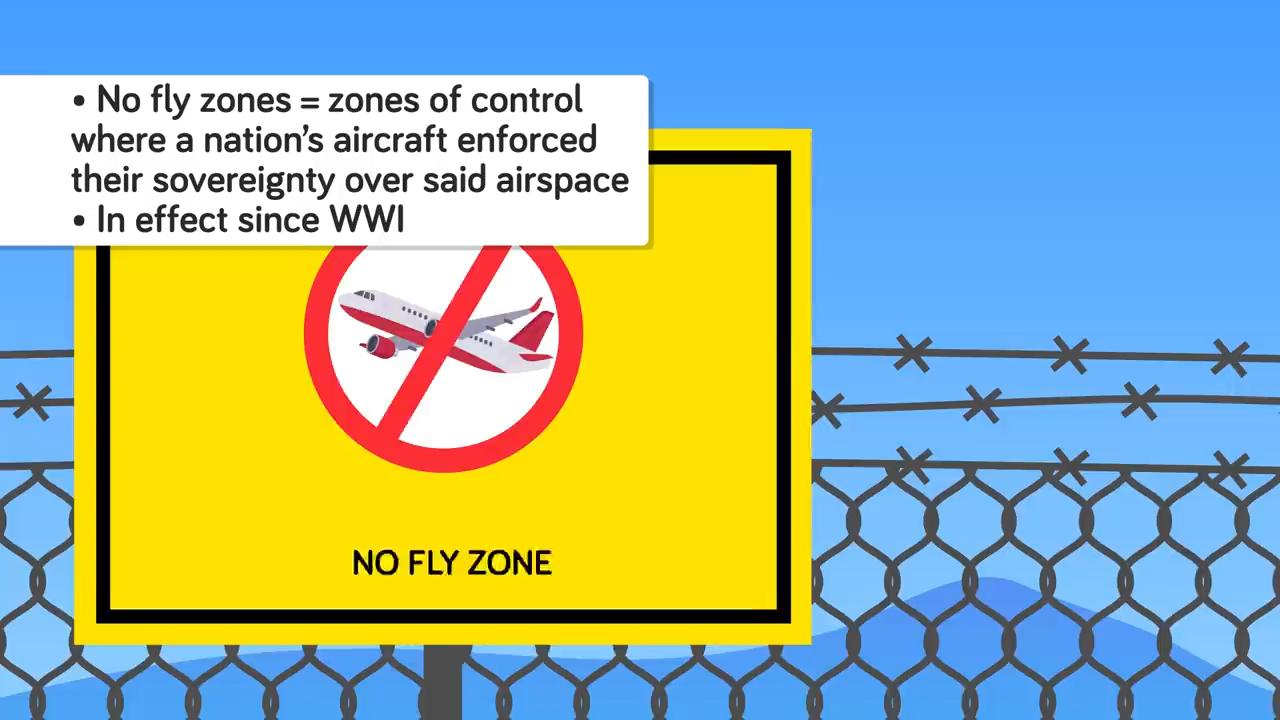 • No fly zones = zones of control
where a nation's aircraft enforced
their sovereignty over said airspace
• In effect since WWI
NO FLY ZONE